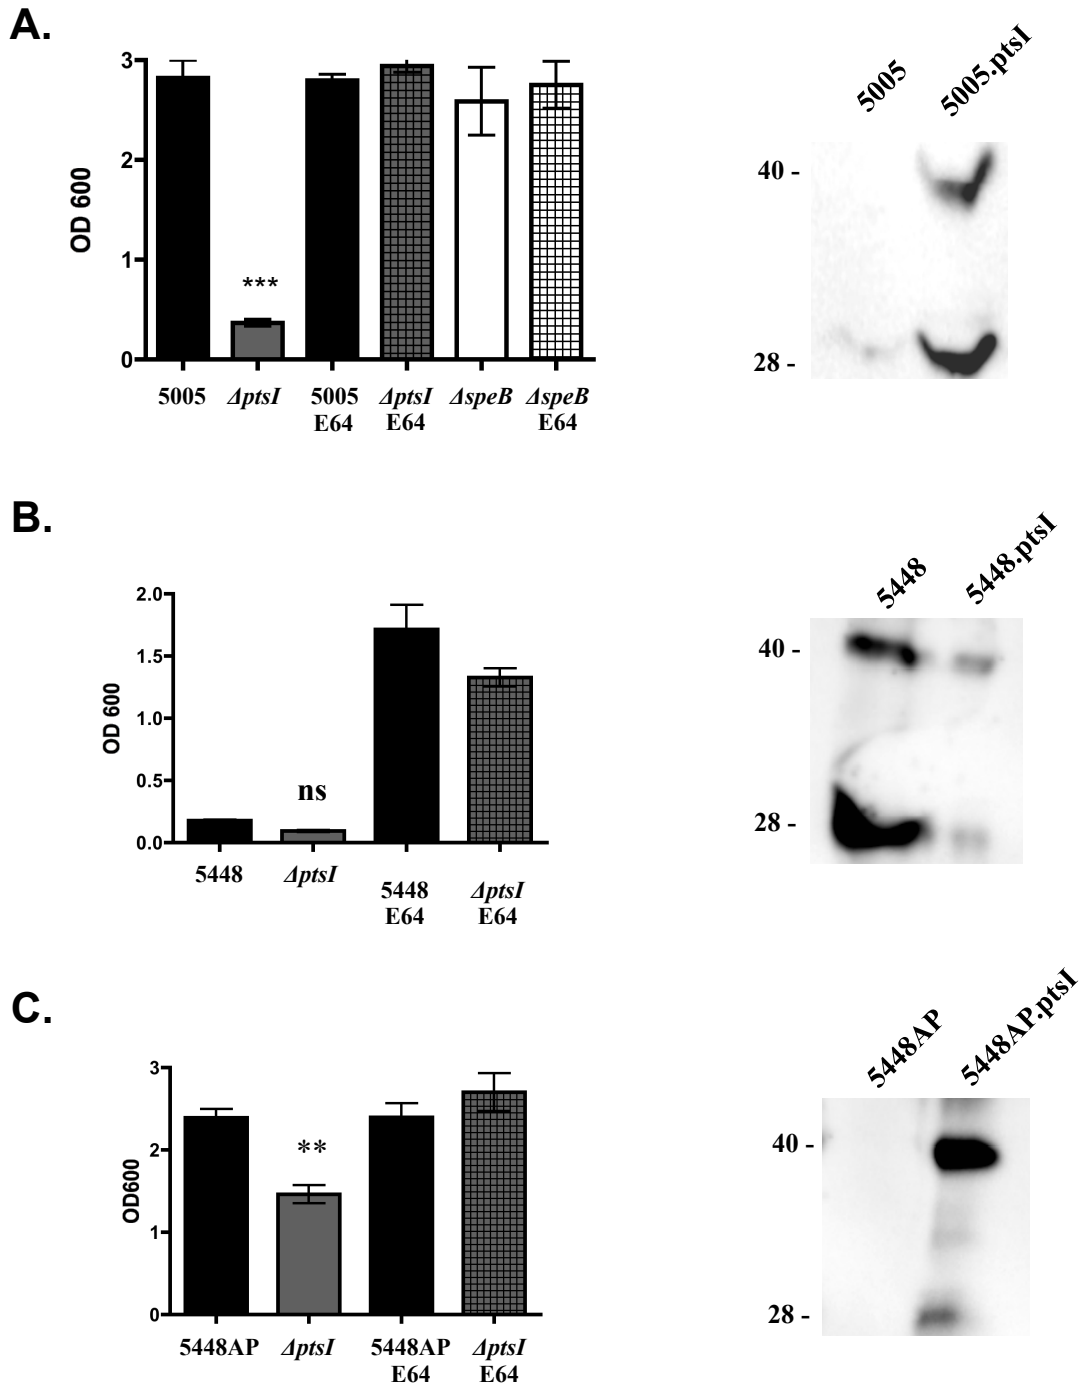 A.
3
2
1
0
OD 600
***
5005 ΔptsI 5005 ΔptsI ΔspeB ΔspeB
E64 E64 E64
5005 5005.ptsI
40 -
28 -
B.
2.0
1.5
1.0
0.5
0.0
OD 600
ns
5448 ΔptsI 5448 ΔptsI
E64 E64
5448 5448.ptsI
40 -
28 -
C.
3
2
1
0
OD600
**
5448AP ΔptsI 5448AP ΔptsI
E64 E64
5448AP 5448AP.ptsI
40 -
28 -